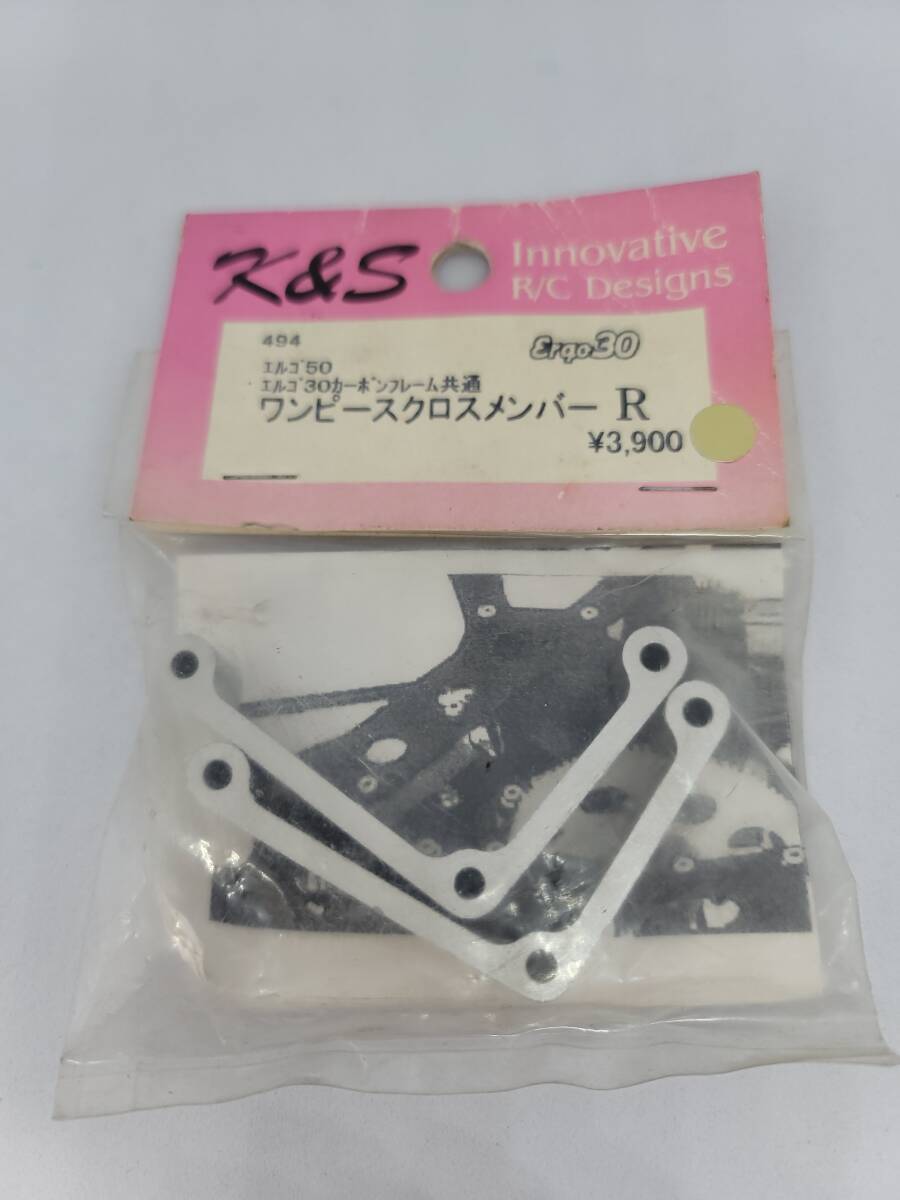 K&S
Innovative
R/C Designs
494
Ergo30
ｴﾙｺﾞ50
ｴﾙｺﾞ30ｶｰﾎﾞﾝﾌﾚｰﾑ共通
ワンピースクロスメンバー R
¥3,900